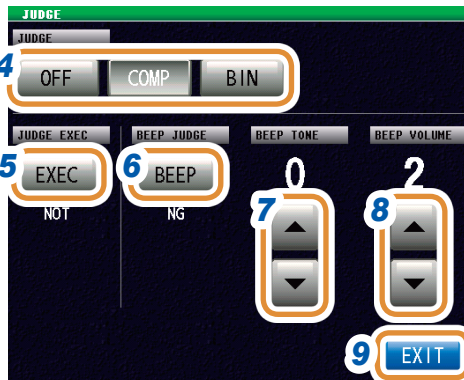 JUDGE
JUDGE
4 OFF COMP BIN
JUDGE EXEC BEEP JUDGE BEEP TONE BEEP VOLUME
5 EXEC 6 BEEP 0 2
NOT NG 7 8
9 EXIT